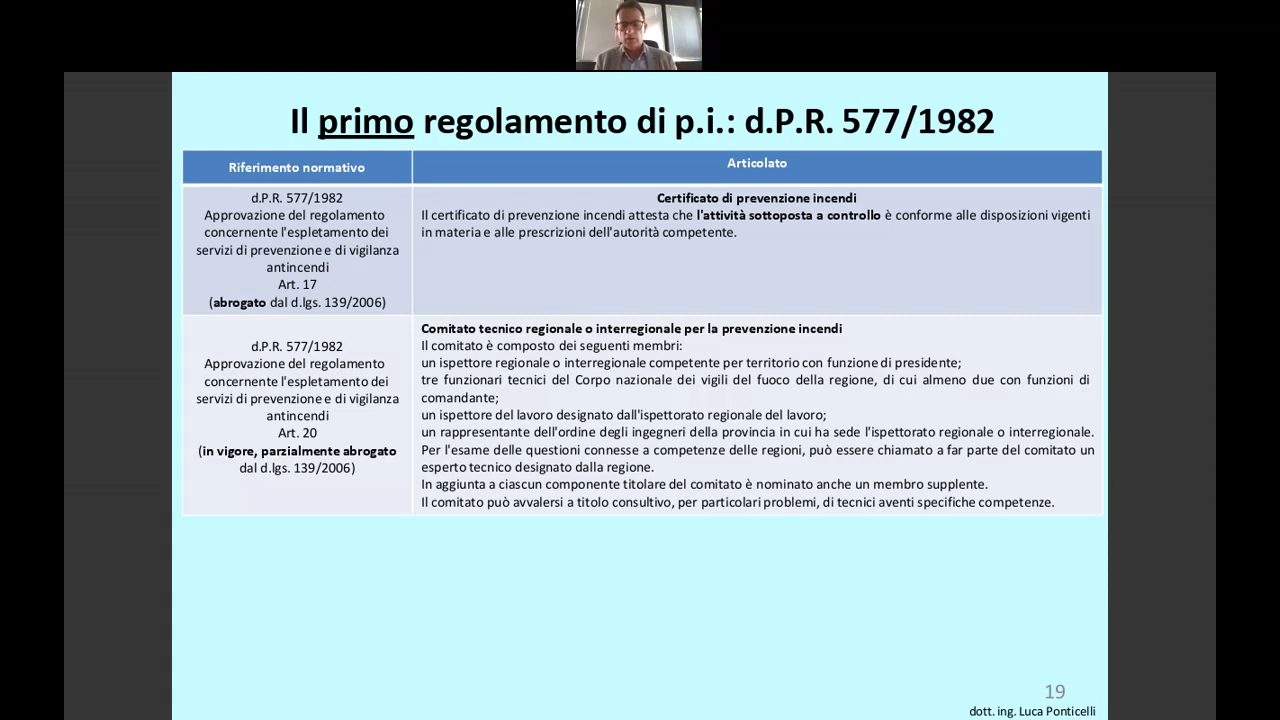 Il primo regolamento di p.i.: d.P.R. 577/1982
Riferimento normativo
Articolato
d.P.R. 577/1982
Approvazione del regolamento
concernente l'espletamento dei
servizi di prevenzione e di vigilanza
antincendi
Art. 17
(abrogato dal d.lgs. 139/2006)
Certificato di prevenzione incendi
Il certificato di prevenzione incendi attesta che l'attività sottoposta a controllo è conforme alle disposizioni vigenti
in materia e alle prescrizioni dell'autorità competente.
d.P.R. 577/1982
Approvazione del regolamento
concernente l'espletamento dei
servizi di prevenzione e di vigilanza
antincendi
Art. 20
(in vigore, parzialmente abrogato
dal d.lgs. 139/2006)
Comitato tecnico regionale o interregionale per la prevenzione incendi
Il comitato è composto dei seguenti membri:
un ispettore regionale o interregionale competente per territorio con funzione di presidente;
tre funzionari tecnici del Corpo nazionale dei vigili del fuoco della regione, di cui almeno due con funzioni di
comandante;
un ispettore del lavoro designato dall'ispettorato regionale del lavoro;
un rappresentante dell'ordine degli ingegneri della provincia in cui ha sede l'ispettorato regionale o interregionale.
Per l'esame delle questioni connesse a competenze delle regioni, può essere chiamato a far parte del comitato un
esperto tecnico designato dalla regione.
In aggiunta a ciascun componente titolare del comitato è nominato anche un membro supplente.
Il comitato può avvalersi a titolo consultivo, per particolari problemi, di tecnici aventi specifiche competenze.
19
dott. ing. Luca Ponticelli